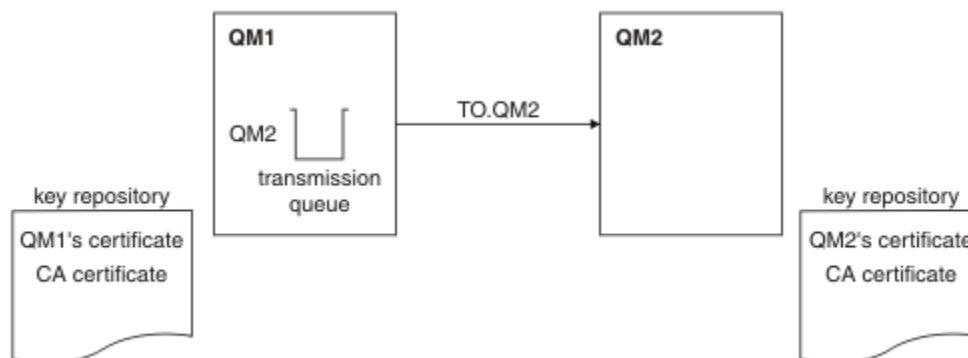 QM1
QM2
TO.QM2
QM2
transmission
queue
key repository
QM1's certificate
CA certificate
key repository
QM2's certificate
CA certificate